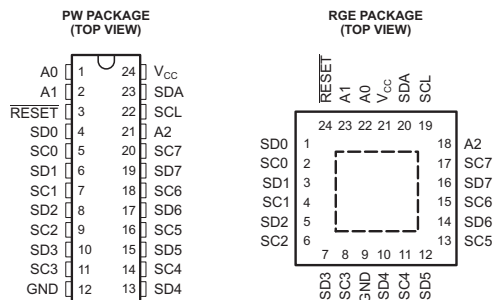 PW PACKAGE
(TOP VIEW)
A0 1 24 VCC
A1 2 23 SDA
RESET 3 22 SCL
SD0 4 21 A2
SC0 5 20 SC7
SD1 6 19 SD7
SC1 7 18 SC6
SD2 8 17 SD6
SC2 9 16 SC5
SD3 10 15 SD5
SC3 11 14 SC4
GND 12 13 SD4
RGE PACKAGE
(TOP VIEW)
RESET A1 A0 VCC SDA SCL
24 23 22 21 20 19
SD0 1 18 A2
SC0 2 17 SC7
SD1 3 16 SD7
SC1 4 15 SC6
SD2 5 14 SD6
SC2 6 13 SC5
7 8 9 10 11 12
SD3 SC3 GND SD4 SC4 SD5